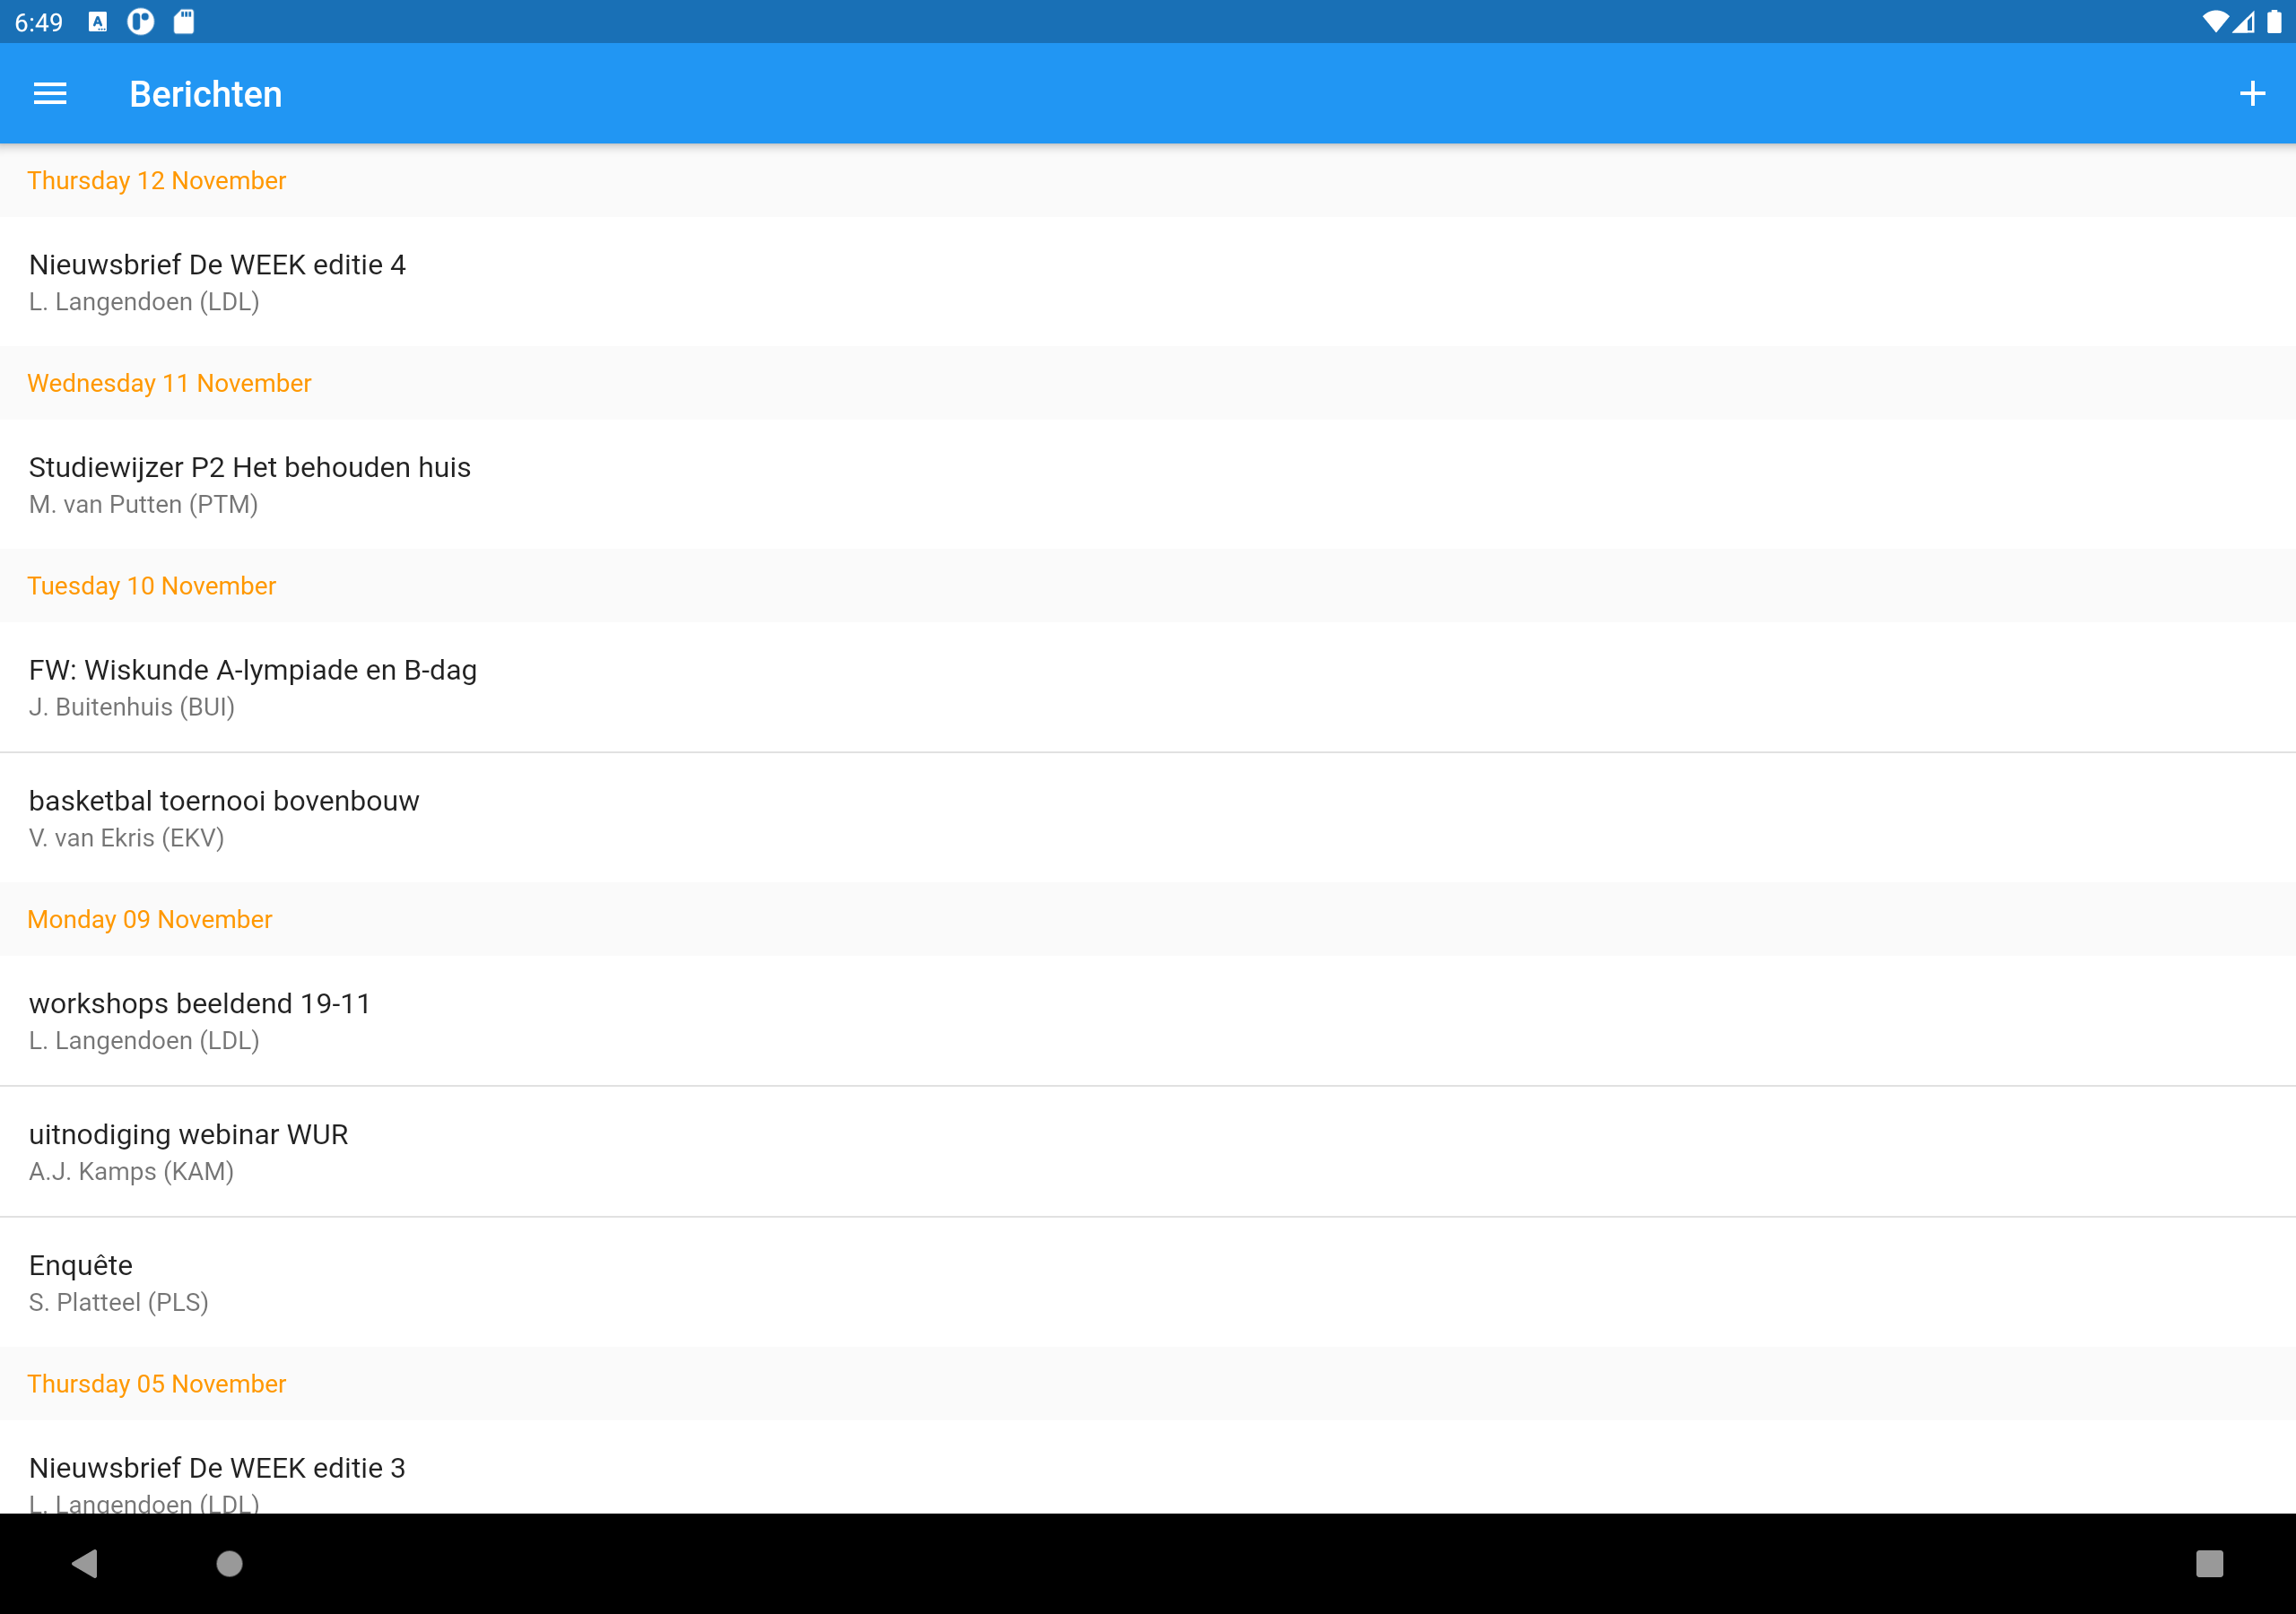 6:49
Berichten
Thursday 12 November
Nieuwsbrief De WEEK editie 4
L. Langendoen (LDL)
Wednesday 11 November
Studiewijzer P2 Het behouden huis
M. van Putten (PTM)
Tuesday 10 November
FW: Wiskunde A-lympiade en B-dag
J. Buitenhuis (BUI)
basketbal toernooi bovenbouw
V. van Ekris (EKV)
Monday 09 November
workshops beeldend 19-11
L. Langendoen (LDL)
uitnodiging webinar WUR
A.J. Kamps (KAM)
Enquête
S. Platteel (PLS)
Thursday 05 November
Nieuwsbrief De WEEK editie 3
L. Langendoen (LDL)